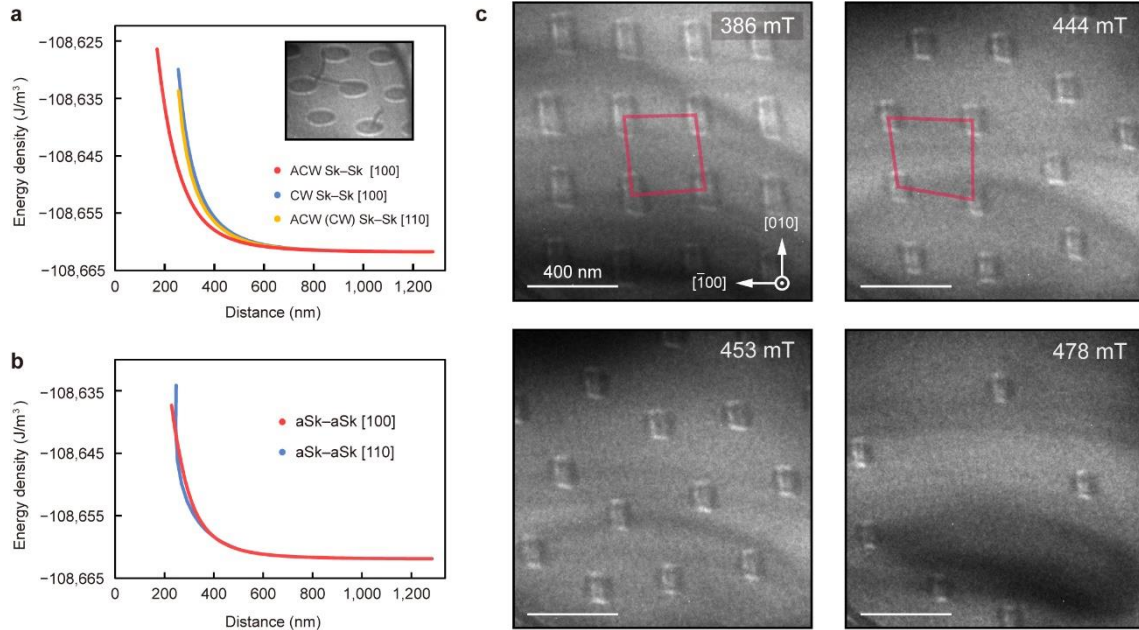 a
−108,625
−108,635
−108,645
−108,655
−108,665
Energy density (J/m³)
ACW Sk–Sk [100]
CW Sk–Sk [100]
ACW (CW) Sk–Sk [110]
0 200 400 600 800 1,000 1,200
Distance (nm)
b
−108,635
−108,645
−108,655
−108,665
Energy density (J/m³)
aSk–aSk [100]
aSk–aSk [110]
0 200 400 600 800 1,000 1,200
Distance (nm)
c
386 mT
[010]
[1̄00]
400 nm
444 mT
453 mT
478 mT